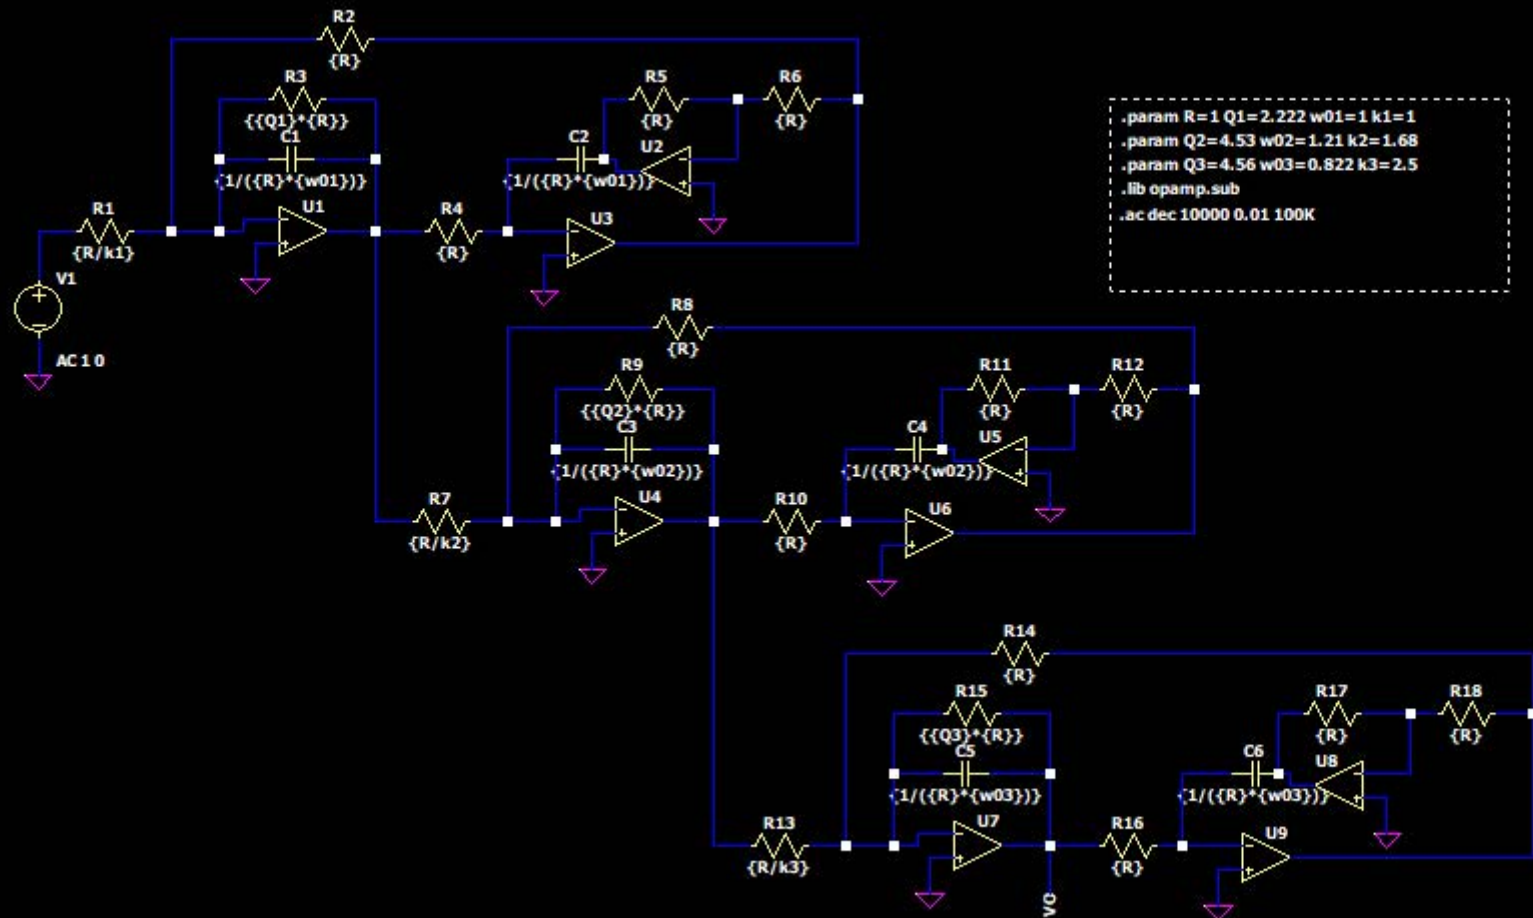 R2
{R}
R3
{{Q1}*{R}}
C1
{1/({R}*{w01})}
R5
{R}
R6
{R}
C2
U2
{1/({R}*{w01})}
R1
{R/k1}
U1
R4
{R}
U3
V1
AC 1 0
.param R=1 Q1=2.222 w01=1 k1=1
.param Q2=4.53 w02=1.21 k2=1.68
.param Q3=4.56 w03=0.822 k3=2.5
.lib opamp.sub
.ac dec 10000 0.01 100K
R8
{R}
R9
{{Q2}*{R}}
C3
{1/({R}*{w02})}
R11
{R}
R12
{R}
C4
U5
{1/({R}*{w02})}
R7
{R/k2}
U4
R10
{R}
U6
R14
{R}
R15
{{Q3}*{R}}
C5
{1/({R}*{w03})}
R17
{R}
R18
{R}
C6
U8
{1/({R}*{w03})}
R13
{R/k3}
U7
R16
{R}
U9
VO